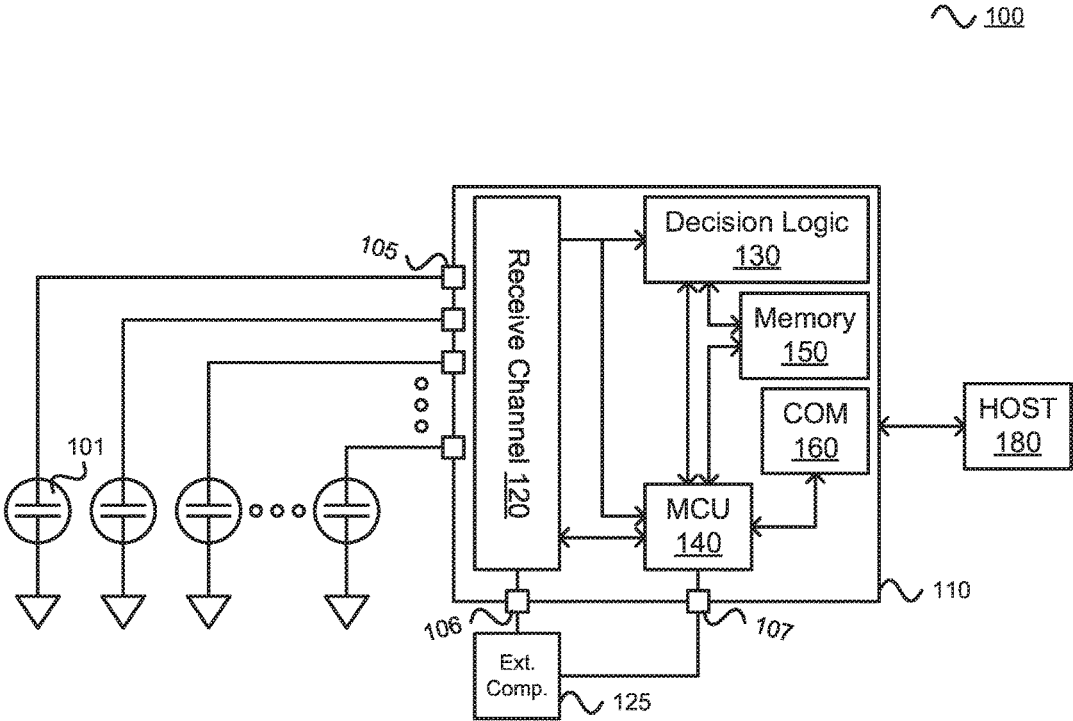 100
Decision Logic
130
105
Receive Channel 120
Memory
150
COM
160
HOST
180
101
MCU
140
110
106
107
Ext.
Comp.
125